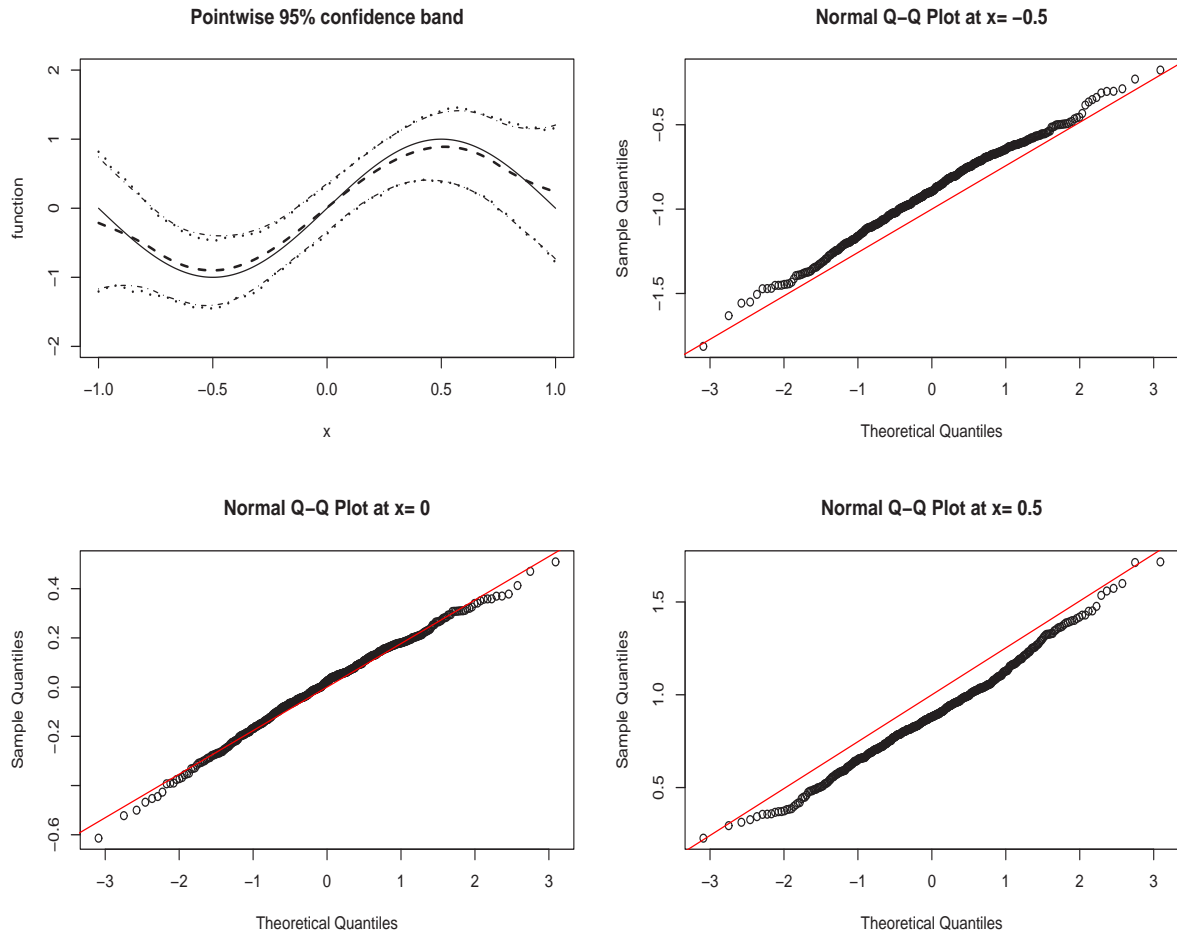 Pointwise 95% confidence band
function
2
1
0
−1
−2
−1.0 −0.5 0.0 0.5 1.0
x
Normal Q−Q Plot at x= −0.5
Sample Quantiles
−0.5
−1.0
−1.5
−3 −2 −1 0 1 2 3
Theoretical Quantiles
Normal Q−Q Plot at x= 0
Sample Quantiles
0.4
0.2
0.0
−0.2
−0.6
−3 −2 −1 0 1 2 3
Theoretical Quantiles
Normal Q−Q Plot at x= 0.5
Sample Quantiles
1.5
1.0
0.5
−3 −2 −1 0 1 2 3
Theoretical Quantiles